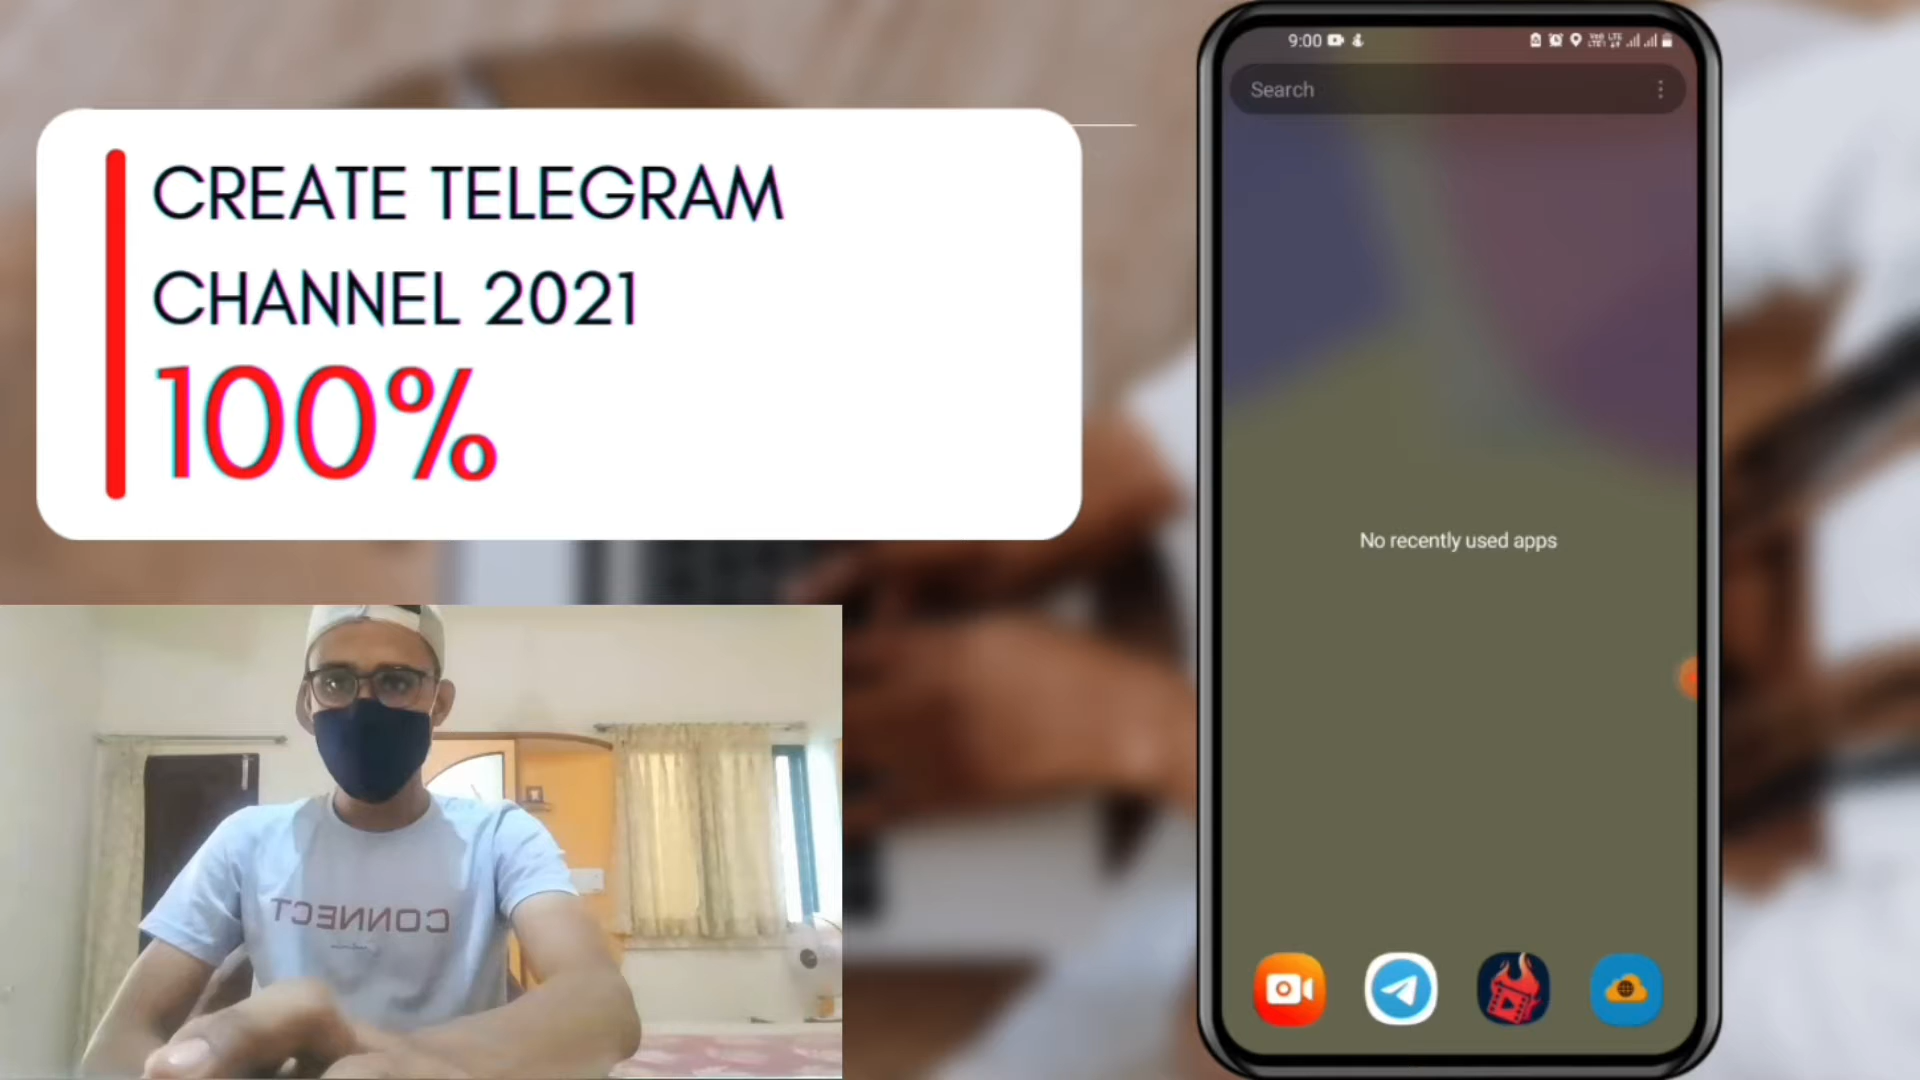 CREATE TELEGRAM
CHANNEL 2021
100%
9:00
Search
No recently used apps
CONNECT